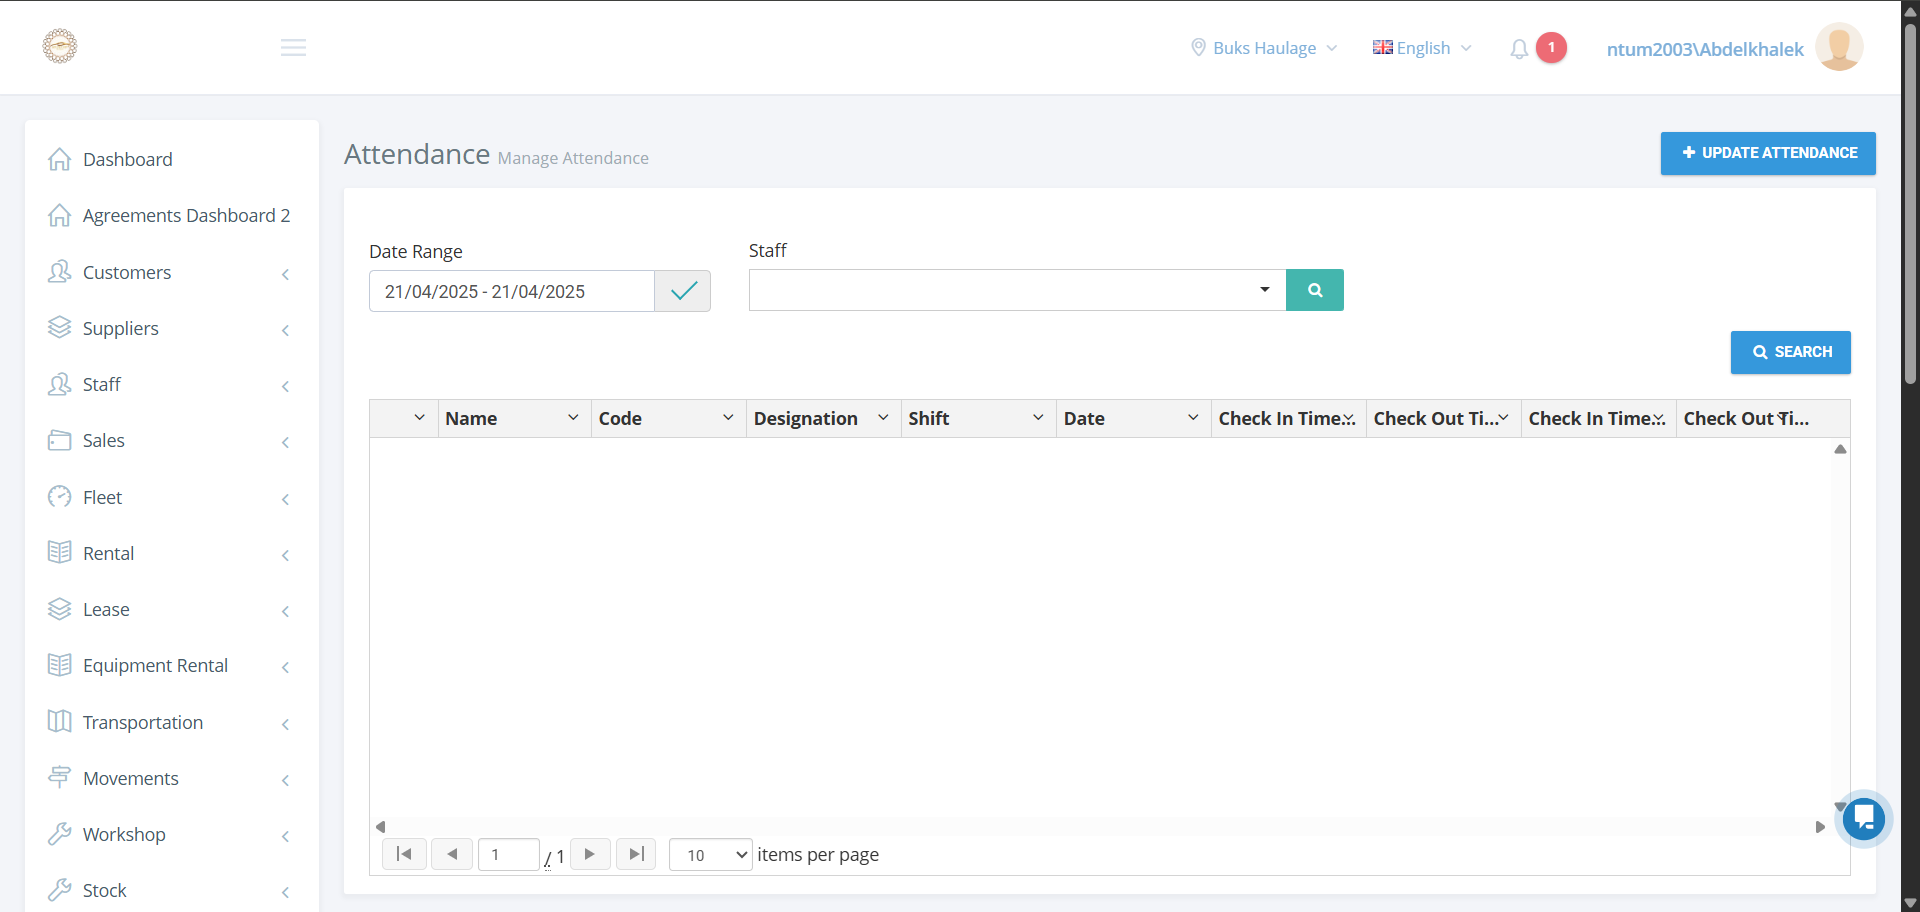 Buks Haulage
English
1
ntum2003\Abdelkhalek
Dashboard
Agreements Dashboard 2
Customers
Suppliers
Staff
Sales
Fleet
Rental
Lease
Equipment Rental
Transportation
Movements
Workshop
Stock
Attendance Manage Attendance
UPDATE ATTENDANCE
Date Range
21/04/2025 - 21/04/2025
Staff
SEARCH
Name Code Designation Shift Date Check In Time... Check Out Ti... Check In Time... Check Out Ti...
1 / 1 10 items per page